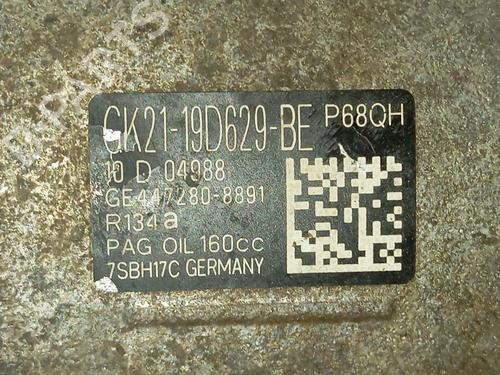 GK21-19D629-BE P68QH
10 D 04988
GE447280-8891
R134a
PAG OIL 160cc
7SBH17C GERMANY